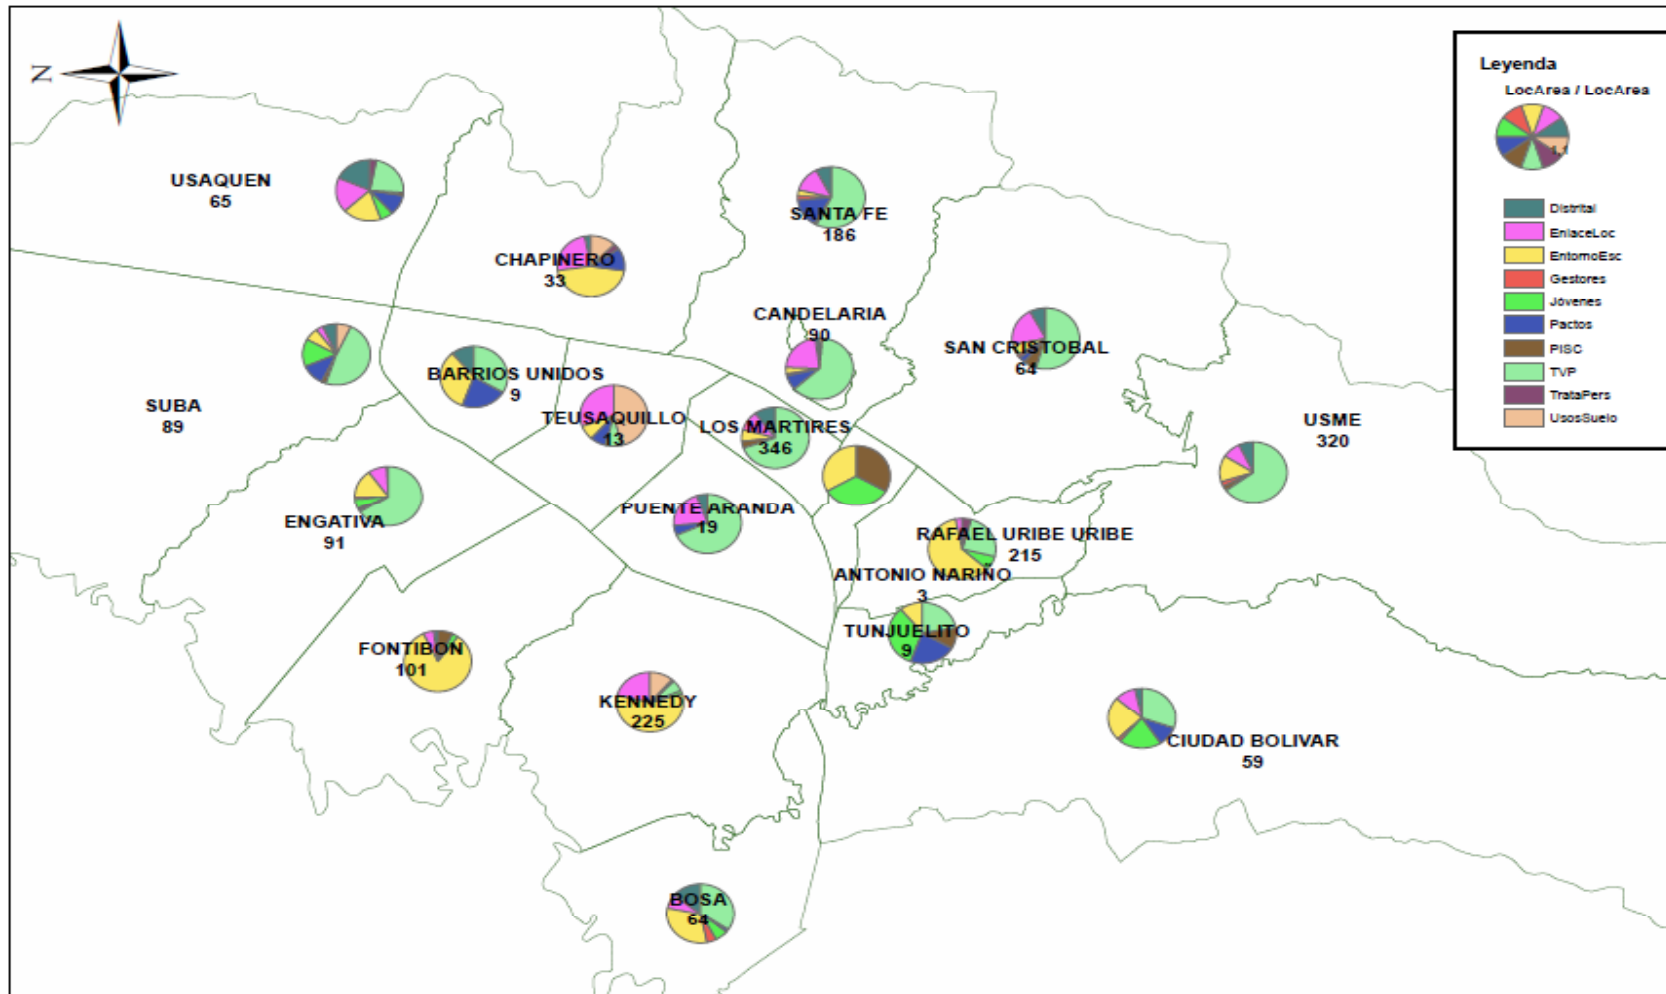 N
Leyenda
LocArea / LocArea
1,1
Distrital
EnlaceLoc
EntornoEsc
Gestores
Jóvenes
Pactos
PISC
TVP
TrataPers
UsosSuelo
USAQUEN
65
CHAPINERO
33
SANTA FE
186
CANDELARIA
90
SAN CRISTOBAL
64
BARRIOS UNIDOS
9
SUBA
89
TEUSAQUILLO
13
LOS MARTIRES
346
USME
320
ENGATIVA
91
PUENTE ARANDA
19
RAFAEL URIBE URIBE
215
ANTONIO NARIÑO
3
TUNJUELITO
9
FONTIBON
101
KENNEDY
225
CIUDAD BOLIVAR
59
BOSA
64